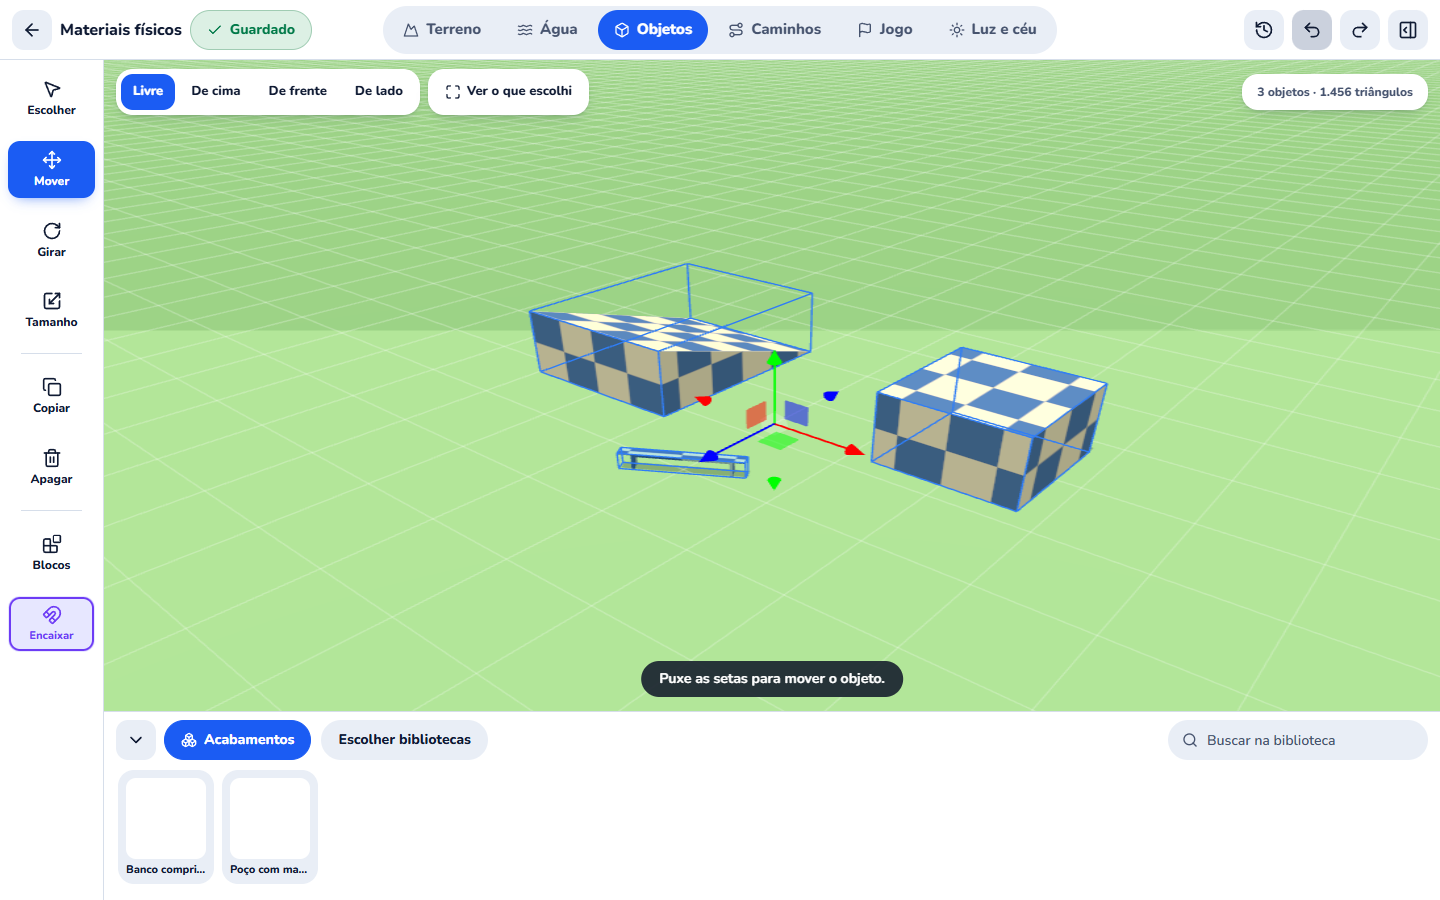 Materiais físicos
Guardado
Terreno
Água
Objetos
Caminhos
Jogo
Luz e céu
Escolher
Mover
Girar
Tamanho
Copiar
Apagar
Blocos
Encaixar
Livre
De cima
De frente
De lado
Ver o que escolhi
3 objetos · 1.456 triângulos
Puxe as setas para mover o objeto.
Acabamentos
Escolher bibliotecas
Buscar na biblioteca
Banco compri...
Poço com ma...